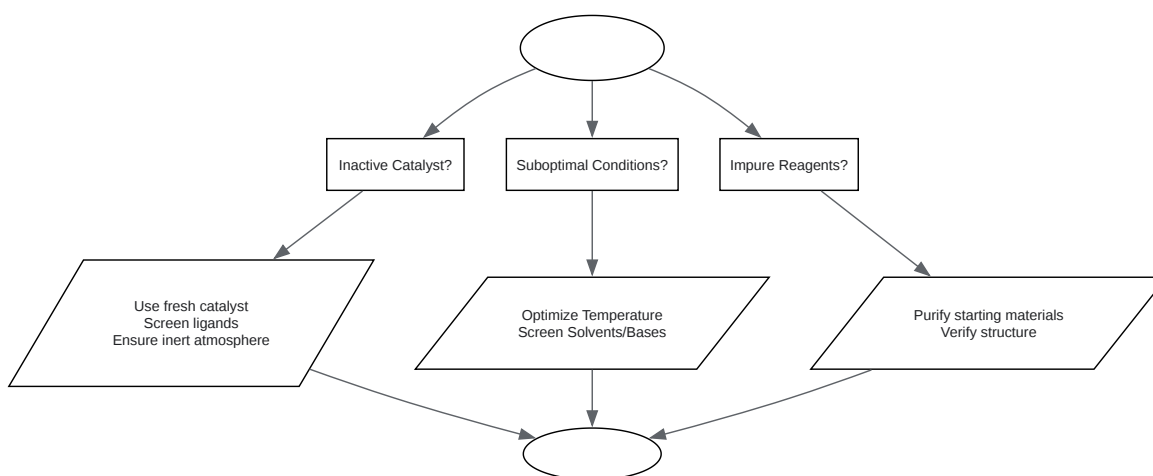 Inactive Catalyst?
Suboptimal Conditions?
Impure Reagents?
Use fresh catalyst
Screen ligands
Ensure inert atmosphere
Optimize Temperature
Screen Solvents/Bases
Purify starting materials
Verify structure